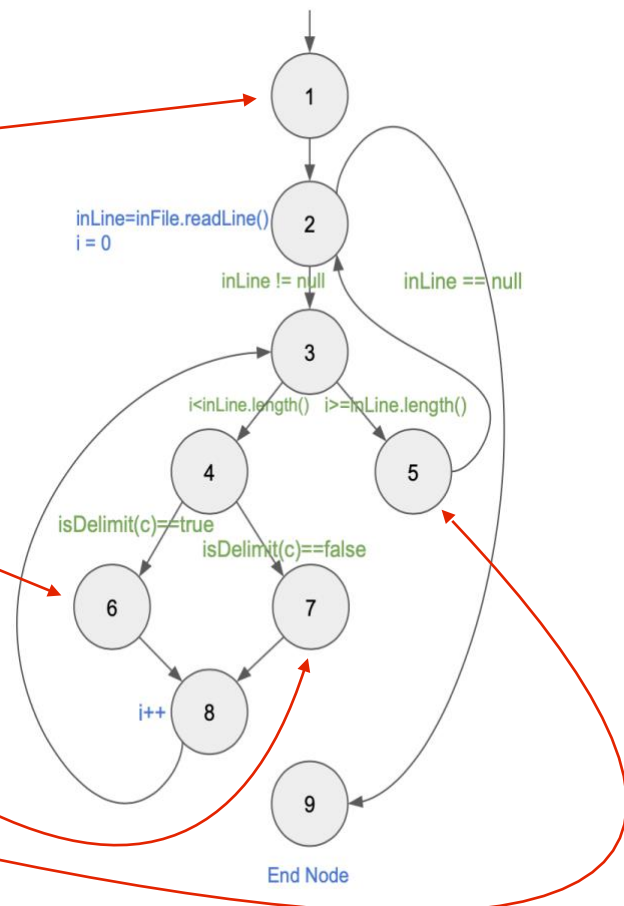 1
2
inLine=inFile.readLine()
i = 0
inLine != null
inLine == null
3
i<inLine.length()
i>=inLine.length()
4
5
isDelimit(c)==true
isDelimit(c)==false
6
7
i++
8
9
End Node